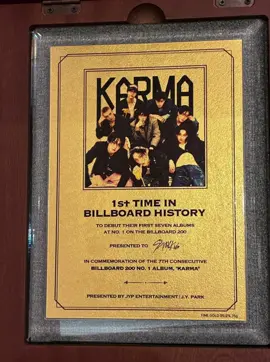 KARMA
1st TIME IN
BILLBOARD HISTORY
TO DEBUT THEIR FIRST SEVEN ALBUMS
AT NO. 1 ON THE BILLBOARD 200
PRESENTED TO
IN COMMEMORATION OF THE 7TH CONSECUTIVE
BILLBOARD 200 NO. 1 ALBUM, "KARMA"
PRESENTED BY JYP ENTERTAINMENT / J.Y. PARK